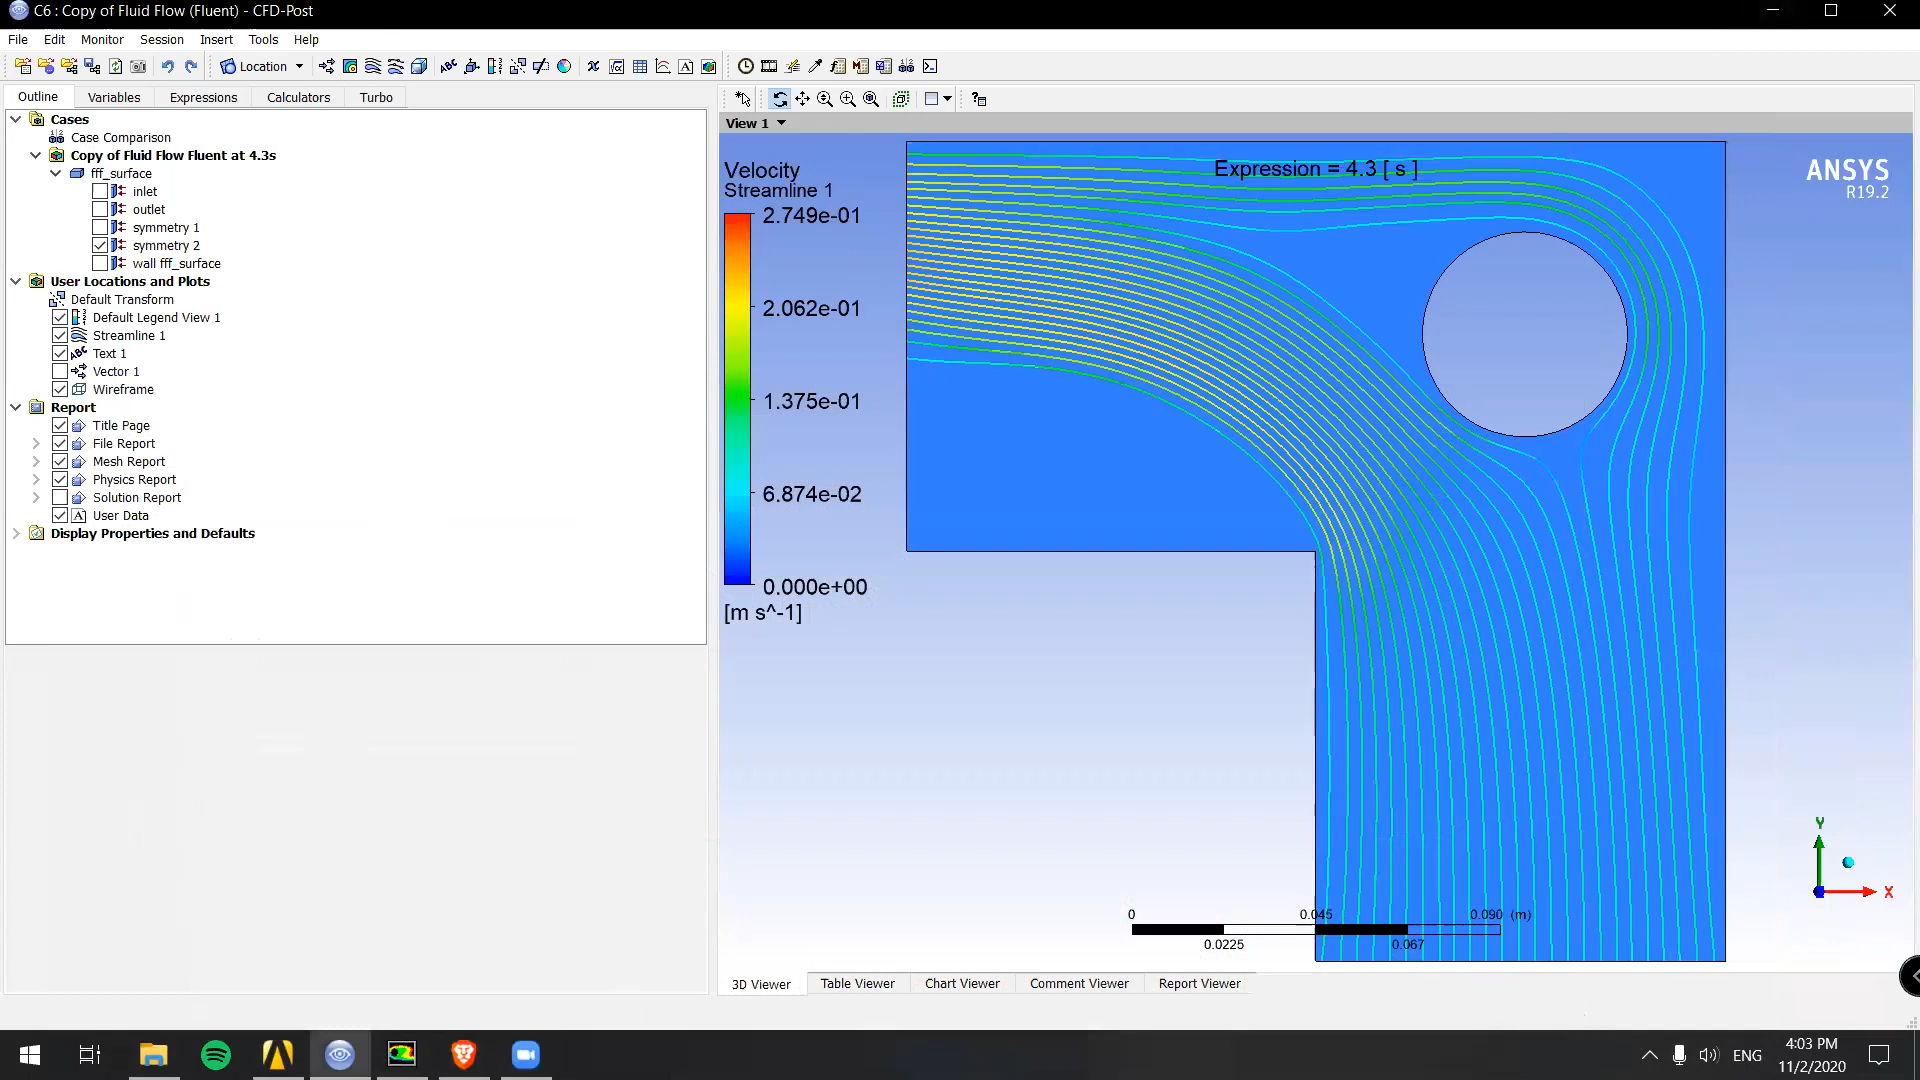 C6 : Copy of Fluid Flow (Fluent) - CFD-Post
File Edit Monitor Session Insert Tools Help
Location
Outline Variables Expressions Calculators Turbo
Cases
Case Comparison
Copy of Fluid Flow Fluent at 4.3s
fff_surface
inlet
outlet
symmetry 1
symmetry 2
wall fff_surface
User Locations and Plots
Default Transform
Default Legend View 1
Streamline 1
Text 1
Vector 1
Wireframe
Report
Title Page
File Report
Mesh Report
Physics Report
Solution Report
User Data
Display Properties and Defaults
View 1
Velocity
Streamline 1
2.749e-01
2.062e-01
1.375e-01
6.874e-02
0.000e+00
[m s^-1]
Expression = 4.3 [ s ]
ANSYS
R19.2
Y
X
0 0.045 0.090 (m)
0.0225 0.067
3D Viewer Table Viewer Chart Viewer Comment Viewer Report Viewer
ENG
4:03 PM
11/2/2020